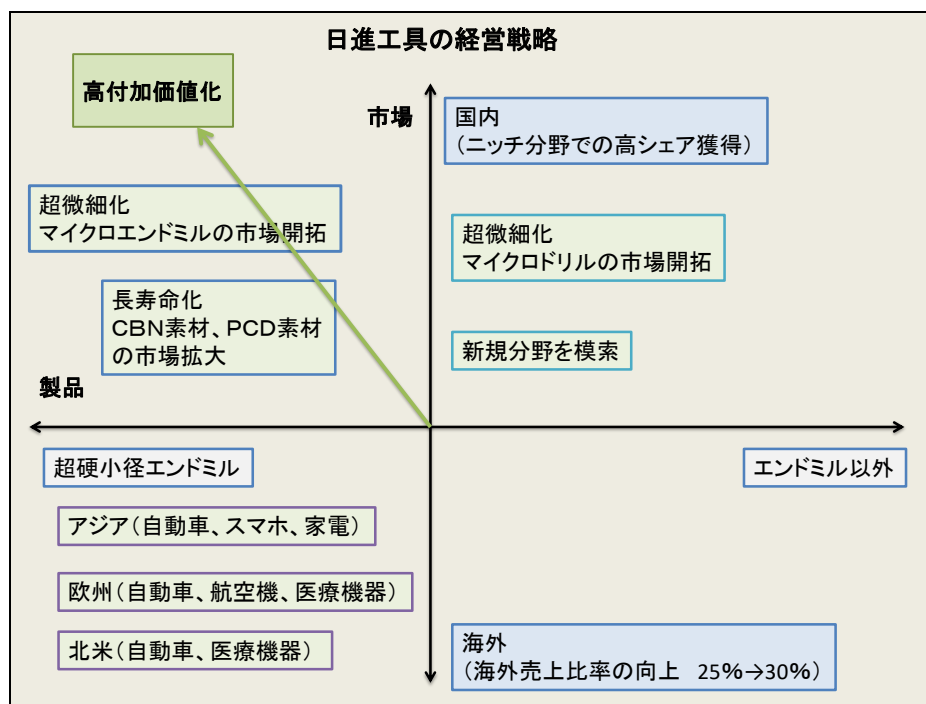 日進工具の経営戦略
高付加価値化
市場
国内
（ニッチ分野での高シェア獲得）
超微細化
マイクロエンドミルの市場開拓
超微細化
マイクロドリルの市場開拓
長寿命化
ＣＢＮ素材、ＰＣＤ素材
の市場拡大
新規分野を模索
製品
超硬小径エンドミル
エンドミル以外
アジア（自動車、スマホ、家電）
欧州（自動車、航空機、医療機器）
北米（自動車、医療機器）
海外
（海外売上比率の向上　25％→30％）